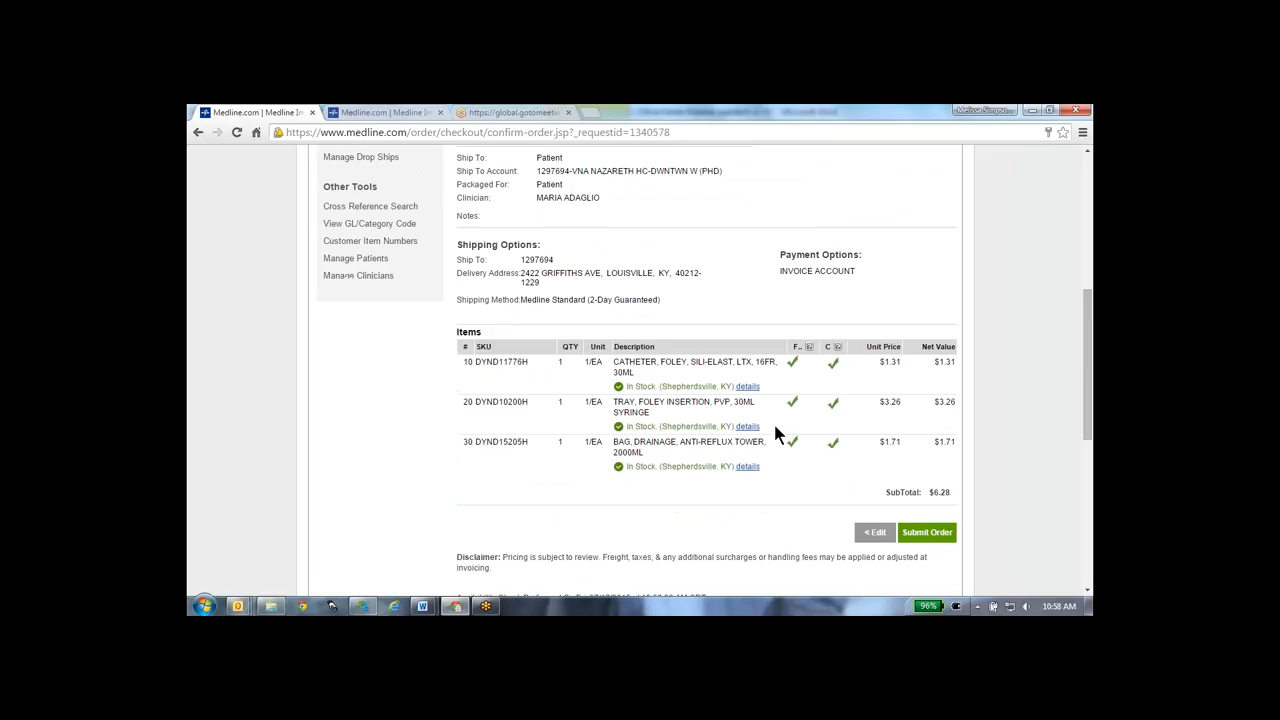 Medline.com | Medline In
Medline.com | Medline In
https://global.gotomeet
Melissa Simpson
https://www.medline.com/order/checkout/confirm-order.jsp?_requestid=1340578
Manage Drop Ships
Other Tools
Cross Reference Search
View GL/Category Code
Customer Item Numbers
Manage Patients
Manage Clinicians
Ship To: Patient
Ship To Account: 1297694-VNA NAZARETH HC-DWNTWN W (PHD)
Packaged For: Patient
Clinician: MARIA ADAGLIO
Notes:
Shipping Options:
Ship To: 1297694
Delivery Address:2422 GRIFFITHS AVE, LOUISVILLE, KY, 40212-
1229
Shipping Method:Medline Standard (2-Day Guaranteed)
Payment Options:
INVOICE ACCOUNT
Items
# SKU QTY Unit Description F.. C Unit Price Net Value
10 DYND11776H 1 1/EA CATHETER, FOLEY, SILI-ELAST, LTX, 16FR, $1.31 $1.31
30ML
In Stock. (Shepherdsville, KY) details
20 DYND10200H 1 1/EA TRAY, FOLEY INSERTION, PVP, 30ML $3.26 $3.26
SYRINGE
In Stock. (Shepherdsville, KY) details
30 DYND15205H 1 1/EA BAG, DRAINAGE, ANTI-REFLUX TOWER, $1.71 $1.71
2000ML
In Stock. (Shepherdsville, KY) details
SubTotal: $6.28
< Edit
Submit Order
Disclaimer: Pricing is subject to review. Freight, taxes, & any additional surcharges or handling fees may be applied or adjusted at
invoicing.
96%
10:58 AM